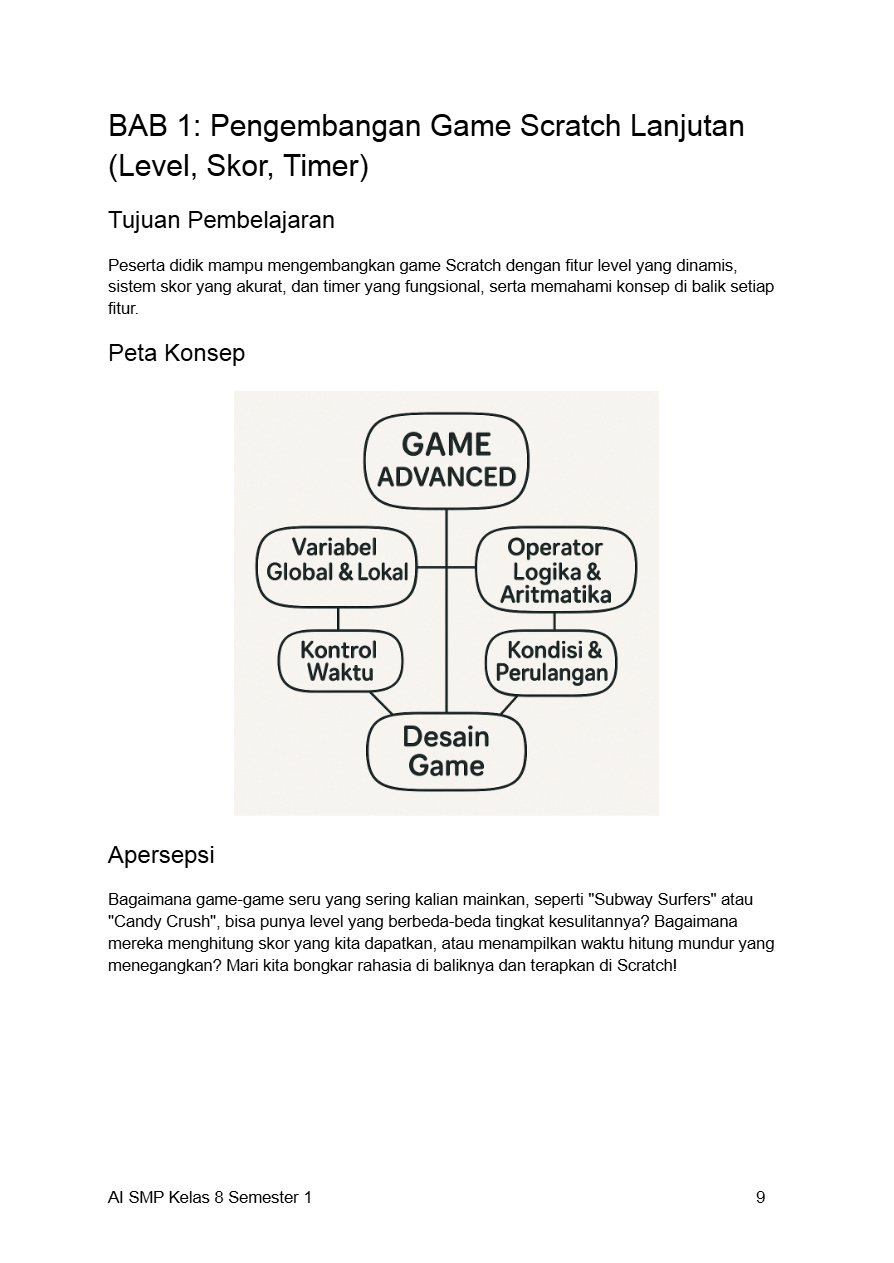 BAB 1: Pengembangan Game Scratch Lanjutan
(Level, Skor, Timer)
Tujuan Pembelajaran
Peserta didik mampu mengembangkan game Scratch dengan fitur level yang dinamis,
sistem skor yang akurat, dan timer yang fungsional, serta memahami konsep di balik setiap
fitur.
Peta Konsep
GAME
ADVANCED
Variabel
Global & Lokal
Operator
Logika &
Aritmatika
Kontrol
Waktu
Kondisi &
Perulangan
Desain
Game
Apersepsi
Bagaimana game-game seru yang sering kalian mainkan, seperti "Subway Surfers" atau
"Candy Crush", bisa punya level yang berbeda-beda tingkat kesulitannya? Bagaimana
mereka menghitung skor yang kita dapatkan, atau menampilkan waktu hitung mundur yang
menegangkan? Mari kita bongkar rahasia di baliknya dan terapkan di Scratch!
AI SMP Kelas 8 Semester 1 9